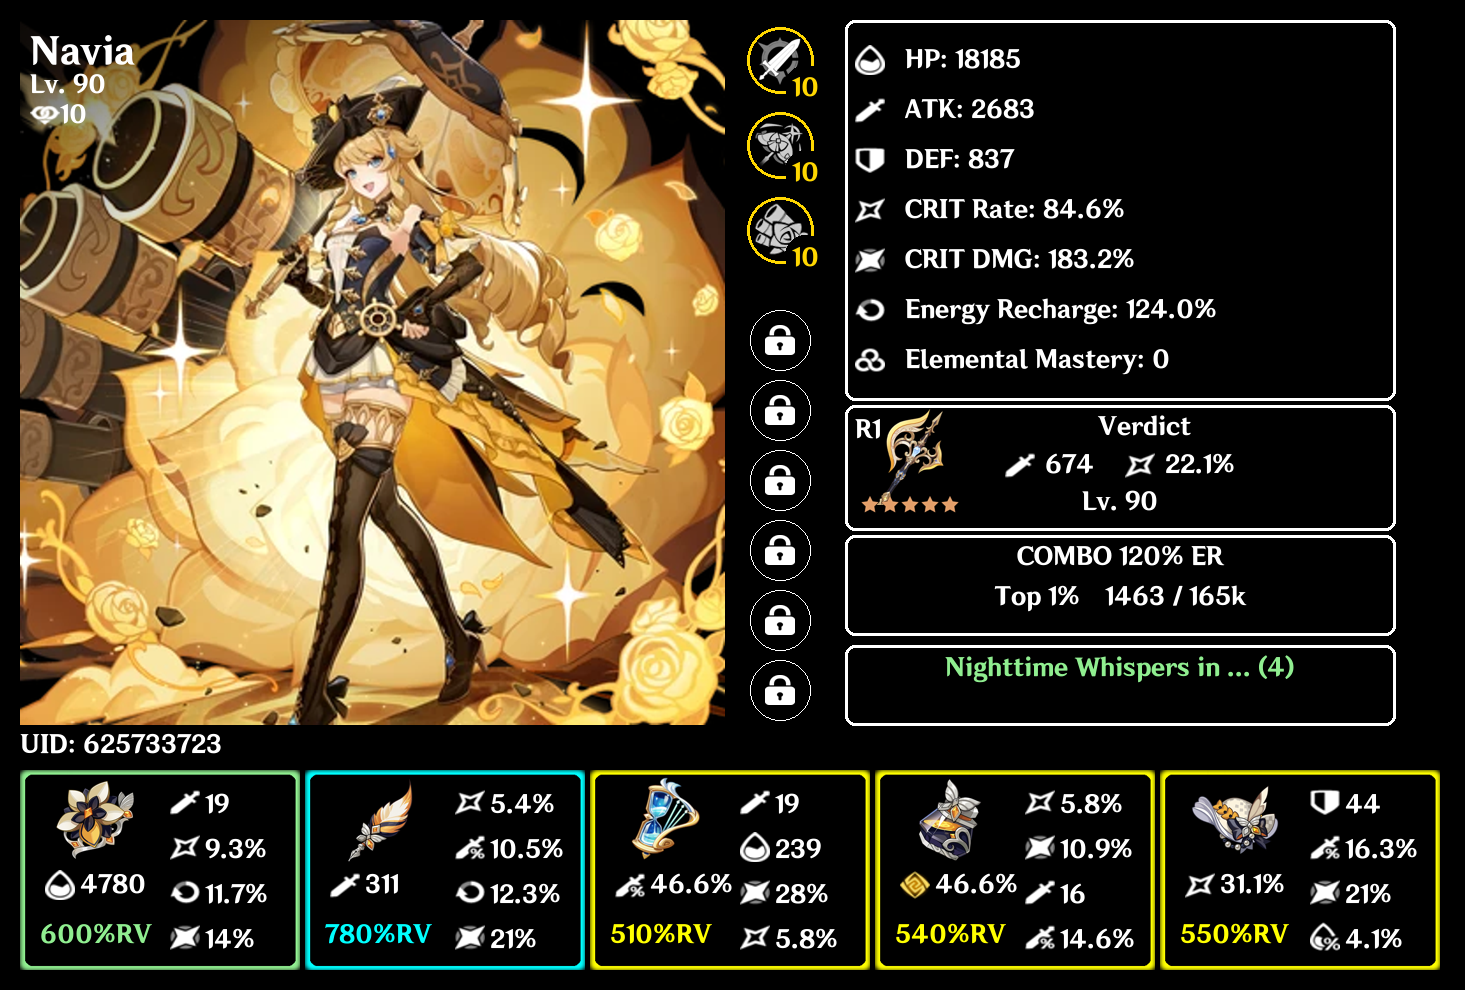 Navia
Lv. 90
10
10
10
10
HP: 18185
ATK: 2683
DEF: 837
CRIT Rate: 84.6%
CRIT DMG: 183.2%
Energy Recharge: 124.0%
Elemental Mastery: 0
R1
Verdict
674 22.1%
Lv. 90
COMBO 120% ER
Top 1% 1463 / 165k
Nighttime Whispers in ... (4)
UID: 625733723
4780
600%RV
19
9.3%
11.7%
14%
311
780%RV
5.4%
10.5%
12.3%
21%
46.6%
510%RV
19
239
28%
5.8%
46.6%
540%RV
5.8%
10.9%
16
14.6%
31.1%
550%RV
44
16.3%
21%
4.1%